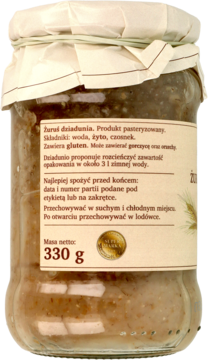 Żuruś dziadunia. Produkt pasteryzowany.
Składniki: woda, żyto, czosnek.
Zawiera gluten. Może zawierać gorczycę oraz orzechy.
Dziadunio proponuje rozcieńczyć zawartość
opakowania w około 3 l zimnej wody.
Najlepiej spożyć przed końcem:
data i numer partii podane pod
etykietą lub na zakrętce.
Przechowywać w suchym i chłodnym miejscu.
Po otwarciu przechowywać w lodówce.
Masa netto:
330 g